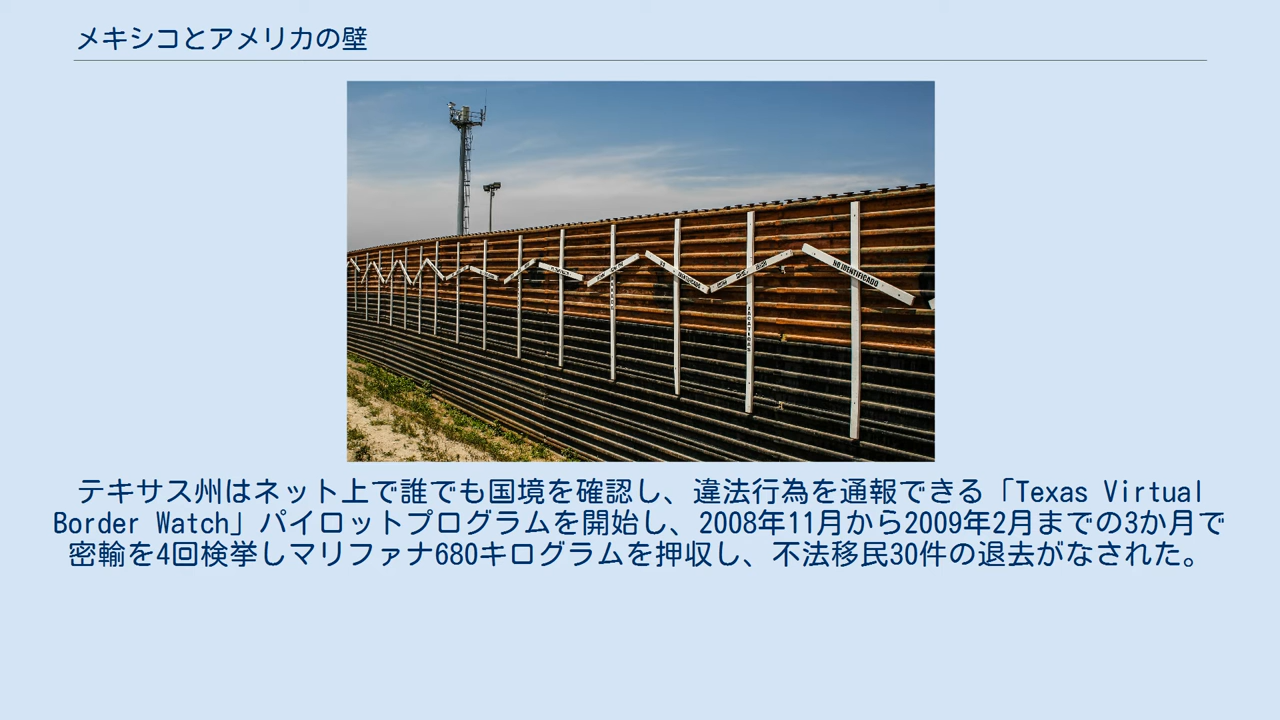 メキシコとアメリカの壁
NO IDENTIFICADO
テキサス州はネット上で誰でも国境を確認し、違法行為を通報できる「Texas Virtual
Border Watch」パイロットプログラムを開始し、2008年11月から2009年2月までの3か月で
密輸を4回検挙しマリファナ680キログラムを押収し、不法移民30件の退去がなされた。